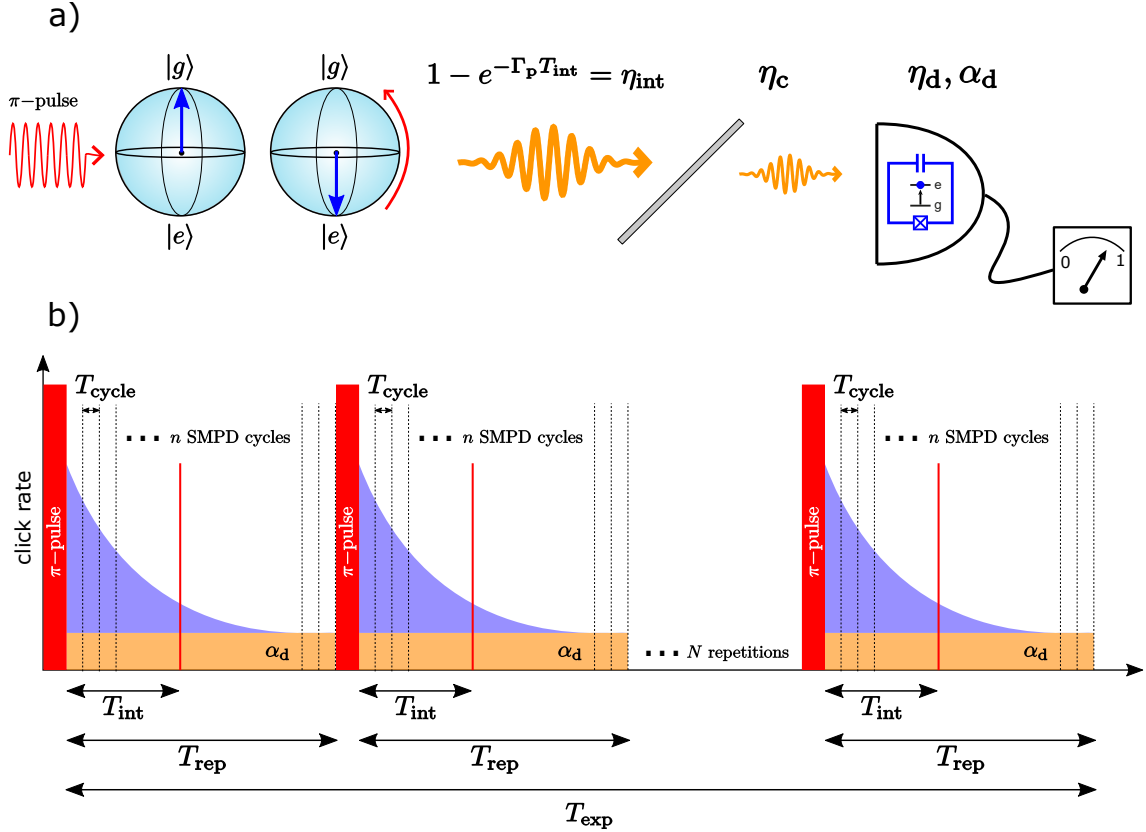 a)
π−pulse
|g⟩ |g⟩
|e⟩ |e⟩
1 − e^{−Γ_p T_int} = η_int
η_c
η_d, α_d
e
g
0 1
b)
click rate
T_cycle T_cycle T_cycle
... n SMPD cycles ... n SMPD cycles ... n SMPD cycles
π−pulse π−pulse π−pulse
α_d α_d ... N repetitions α_d
T_int T_int T_int
T_rep T_rep T_rep
T_exp